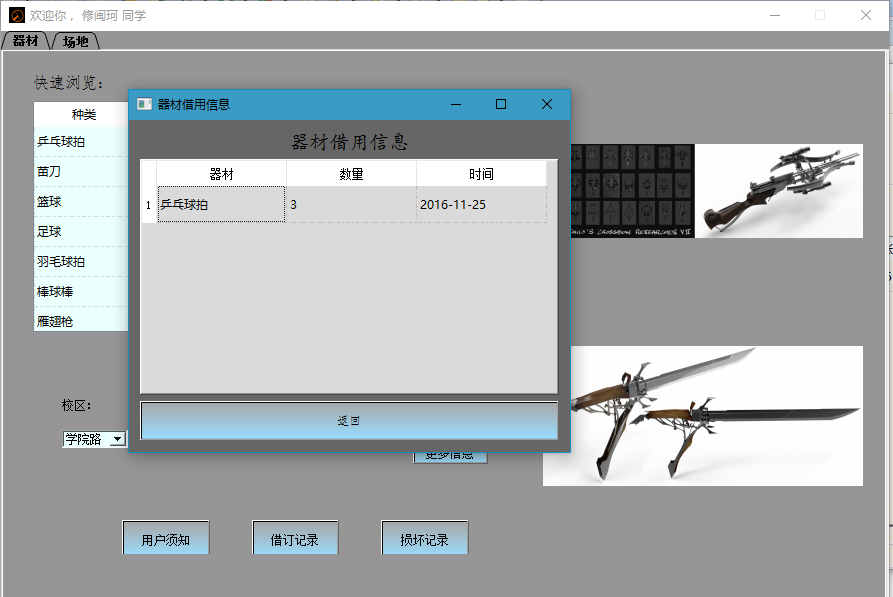 欢迎你， 修闽珂 同学
器材 场地
快速浏览：
种类
乒乓球拍
苗刀
篮球
足球
羽毛球拍
棒球棒
雁翅枪
器材借用信息
器材借用信息
器材 数量 时间
1 乒乓球拍 3 2016-11-25
返回
CROSSBOW RESEARCHES VII
校区：
学院路
更多信息
用户须知 借订记录 损坏记录